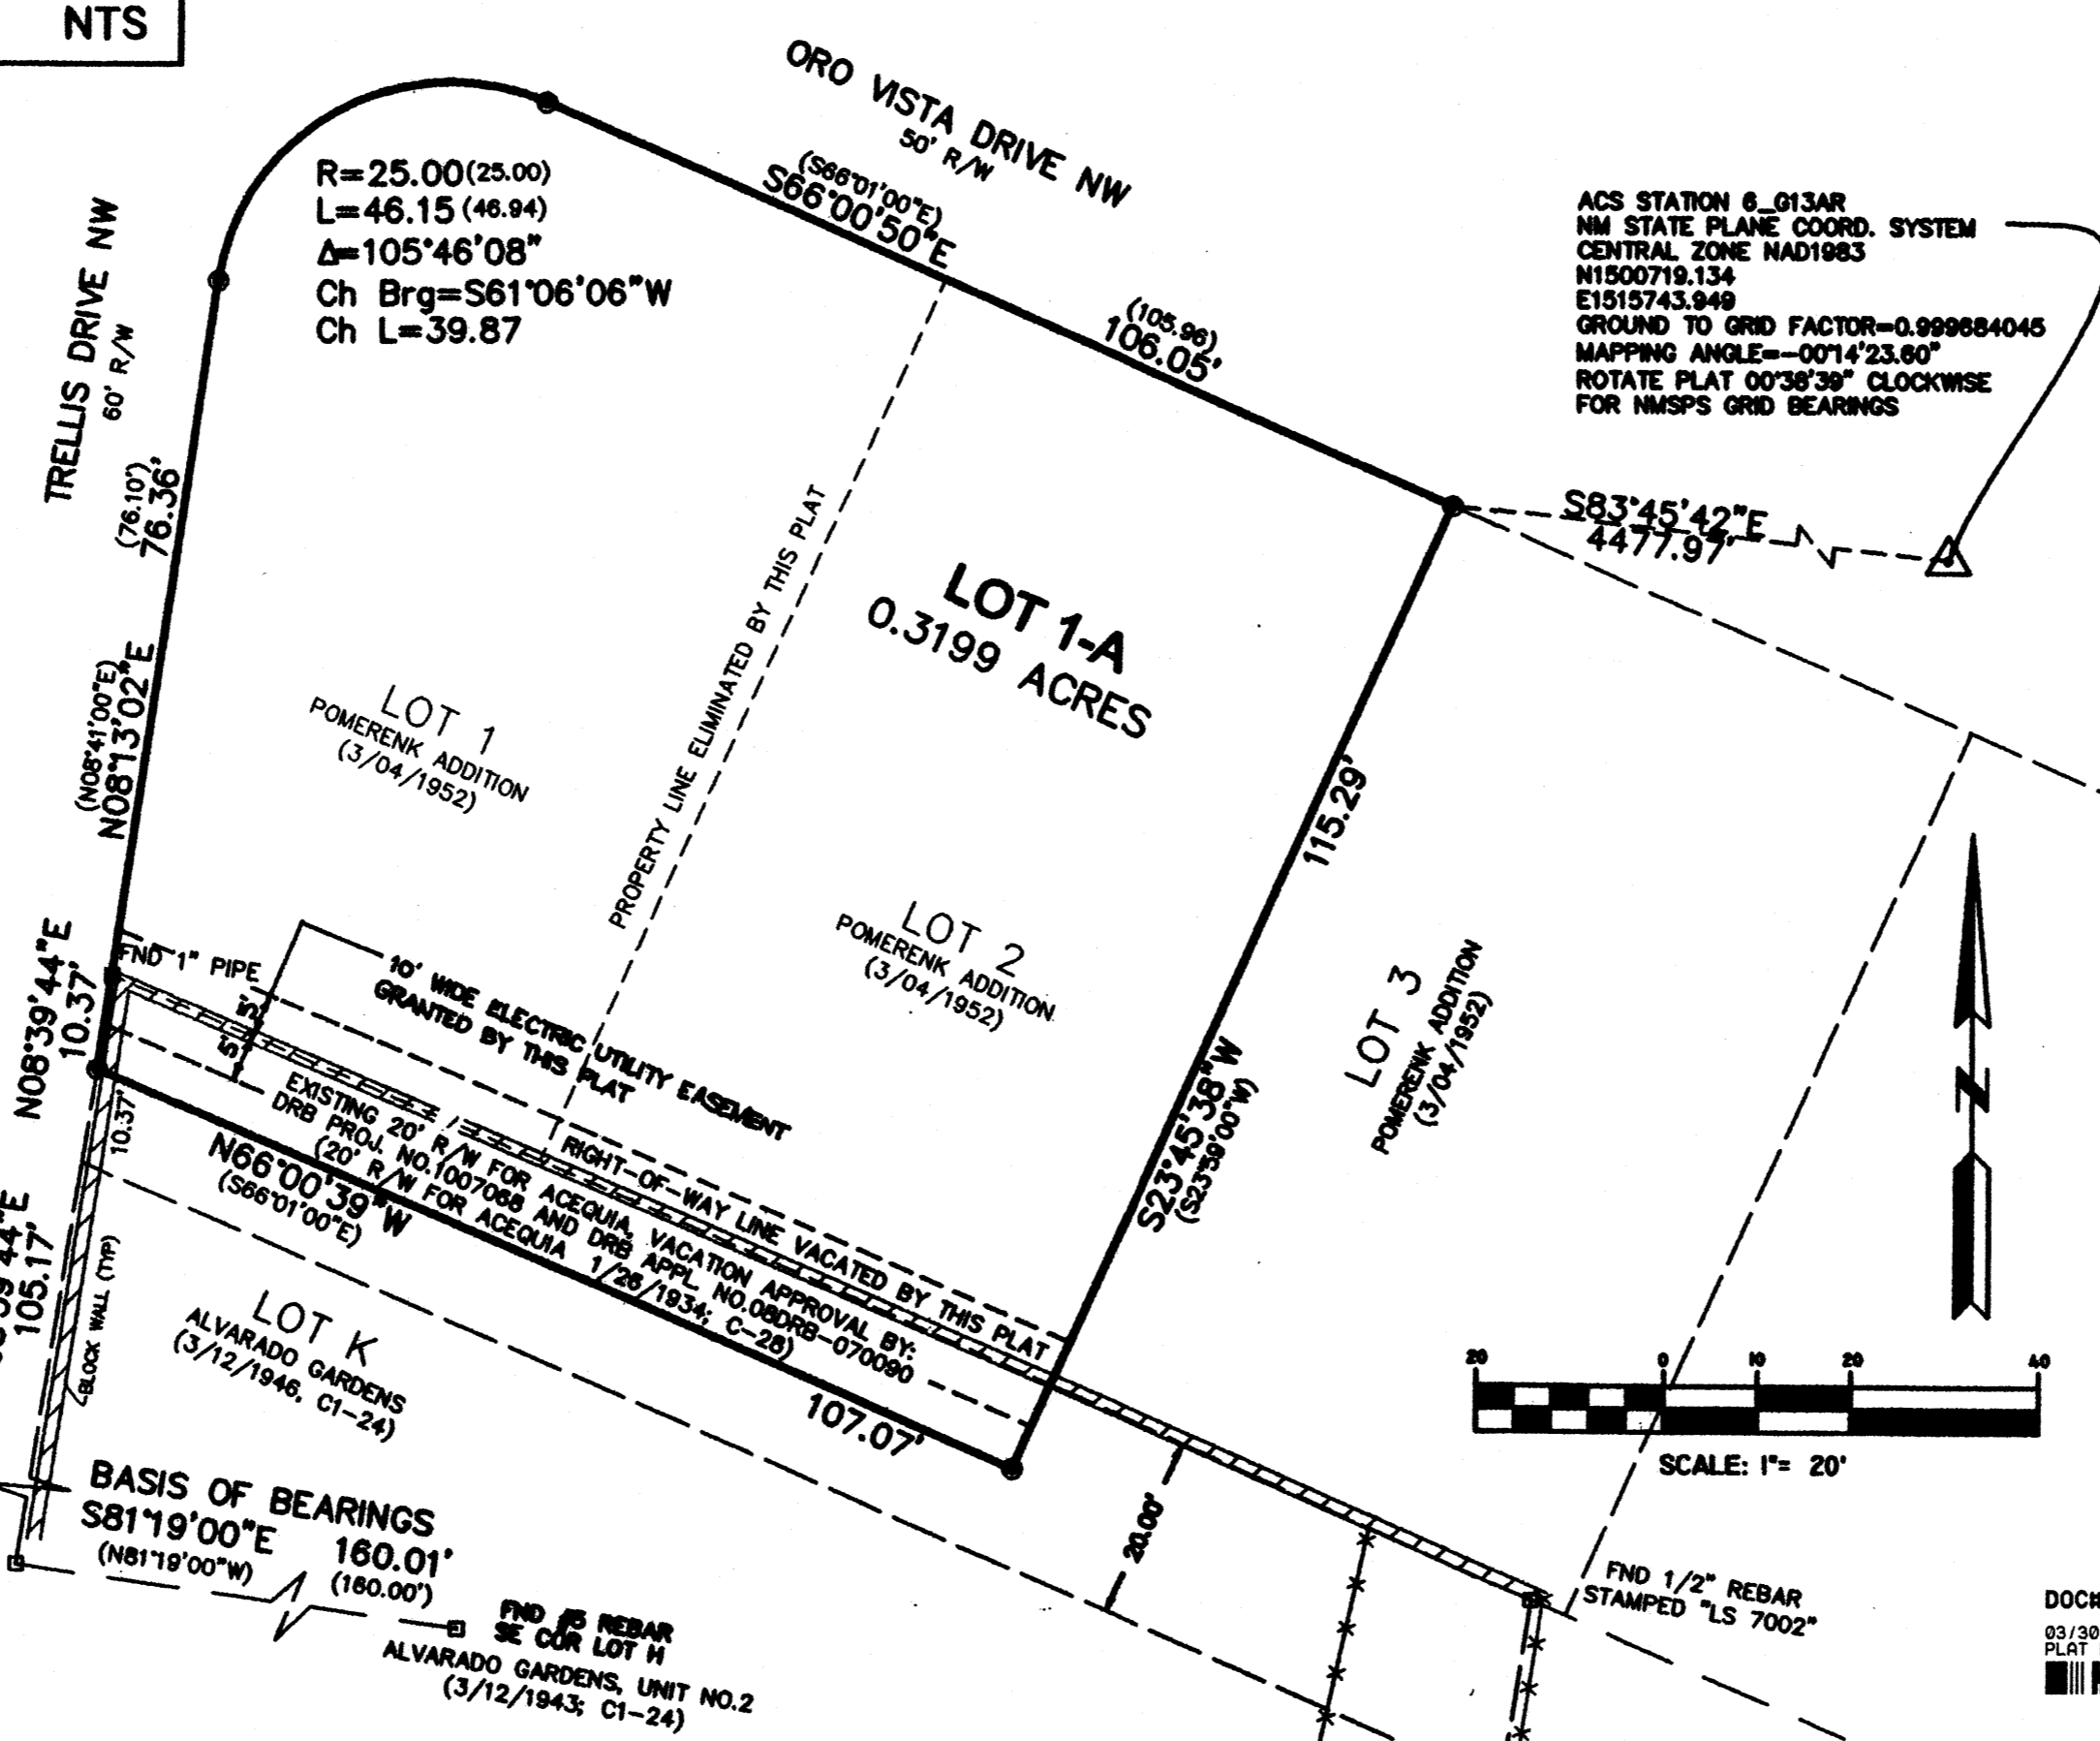 NTS
ORO VISTA DRIVE NW
50' R/W
(S66°01'00"E)
S66°00'50"E
(105.96)
106.05'
R=25.00(25.00)
L=46.15 (46.94)
Δ=105°46'08"
Ch Brg=S61°06'06"W
Ch L=39.87
ACS STATION 6_G13AR
NM STATE PLANE COORD. SYSTEM
CENTRAL ZONE NAD1983
N1500719.134
E1515743.949
GROUND TO GRID FACTOR=0.999684045
MAPPING ANGLE=-00°14'23.60"
ROTATE PLAT 00°38'39" CLOCKWISE
FOR NMSPS GRID BEARINGS
TRELLIS DRIVE NW
60' R/W
(76.10')
76.36'
(N08°41'00"E)
N08°13'02"E
S83°45'42"E
4477.97'
LOT 1-A
0.3199 ACRES
PROPERTY LINE ELIMINATED BY THIS PLAT
LOT 1
POMERENK ADDITION
(3/04/1952)
115.29'
S23°45'38"W
(S23°59'00"W)
LOT 2
POMERENK ADDITION
(3/04/1952)
LOT 3
POMERENK ADDITION
(3/04/1952)
N
N08°39'44"E
10.37'
FND 1" PIPE
5'
5'
10' WIDE ELECTRIC UTILITY EASEMENT
GRANTED BY THIS PLAT
RIGHT-OF-WAY LINE VACATED BY THIS PLAT
EXISTING 20' R/W FOR ACEQUIA, VACATION APPROVAL BY:
DRB PROJ. NO.1007068 AND DRB APPL. NO.08DRB-070090
(20' R/W FOR ACEQUIA 1/26/1934; C-28)
10.37'
N66°00'39"W
(S66°01'00"E)
107.07'
44"E
105.17'
BLOCK WALL (TYP)
LOT K
ALVARADO GARDENS
(3/12/1946, C1-24)
20 0 10 20 40
SCALE: 1"= 20'
20.00'
BASIS OF BEARINGS
S81°19'00"E 160.01'
(N81°19'00"W) (160.00')
FND #5 REBAR
SE COR LOT H
ALVARADO GARDENS, UNIT NO.2
(3/12/1943; C1-24)
FND 1/2" REBAR
STAMPED "LS 7002"
DOC#
03/30
PLAT